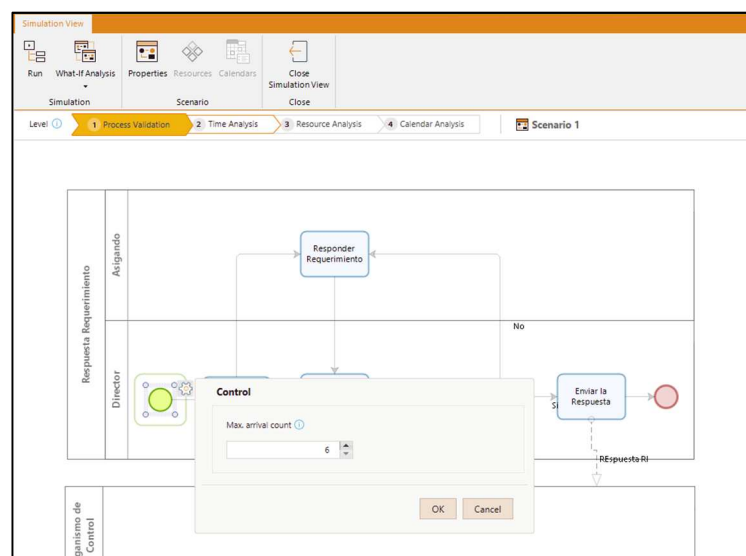 Simulation View
Run
What-If Analysis
Properties
Resources
Calendars
Close
Simulation View
Simulation
Scenario
Close
Level
1 Process Validation
2 Time Analysis
3 Resource Analysis
4 Calendar Analysis
Scenario 1
Respuesta Requerimiento
Asigando
Responder
Requerimiento
No
Director
Control
Max. arrival count
6
OK
Cancel
Si
Enviar la
Respuesta
REspuesta RI
ganismo de
Control